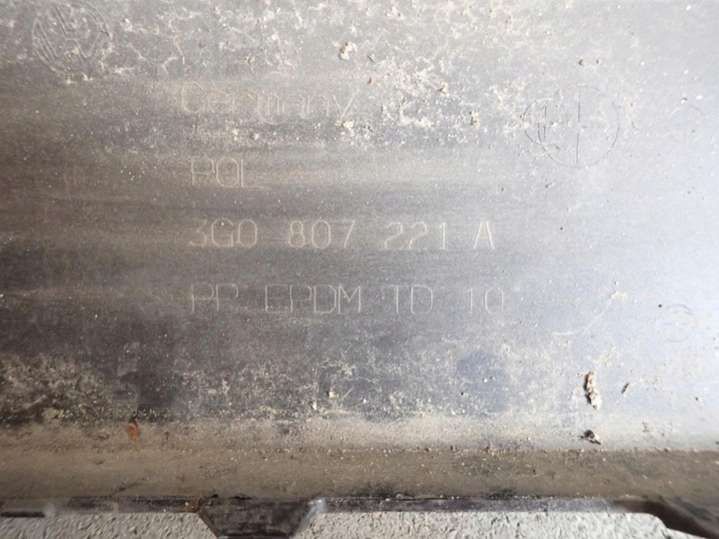 Germany
POL
3G0 807 221 A
PP EPDM TD 10